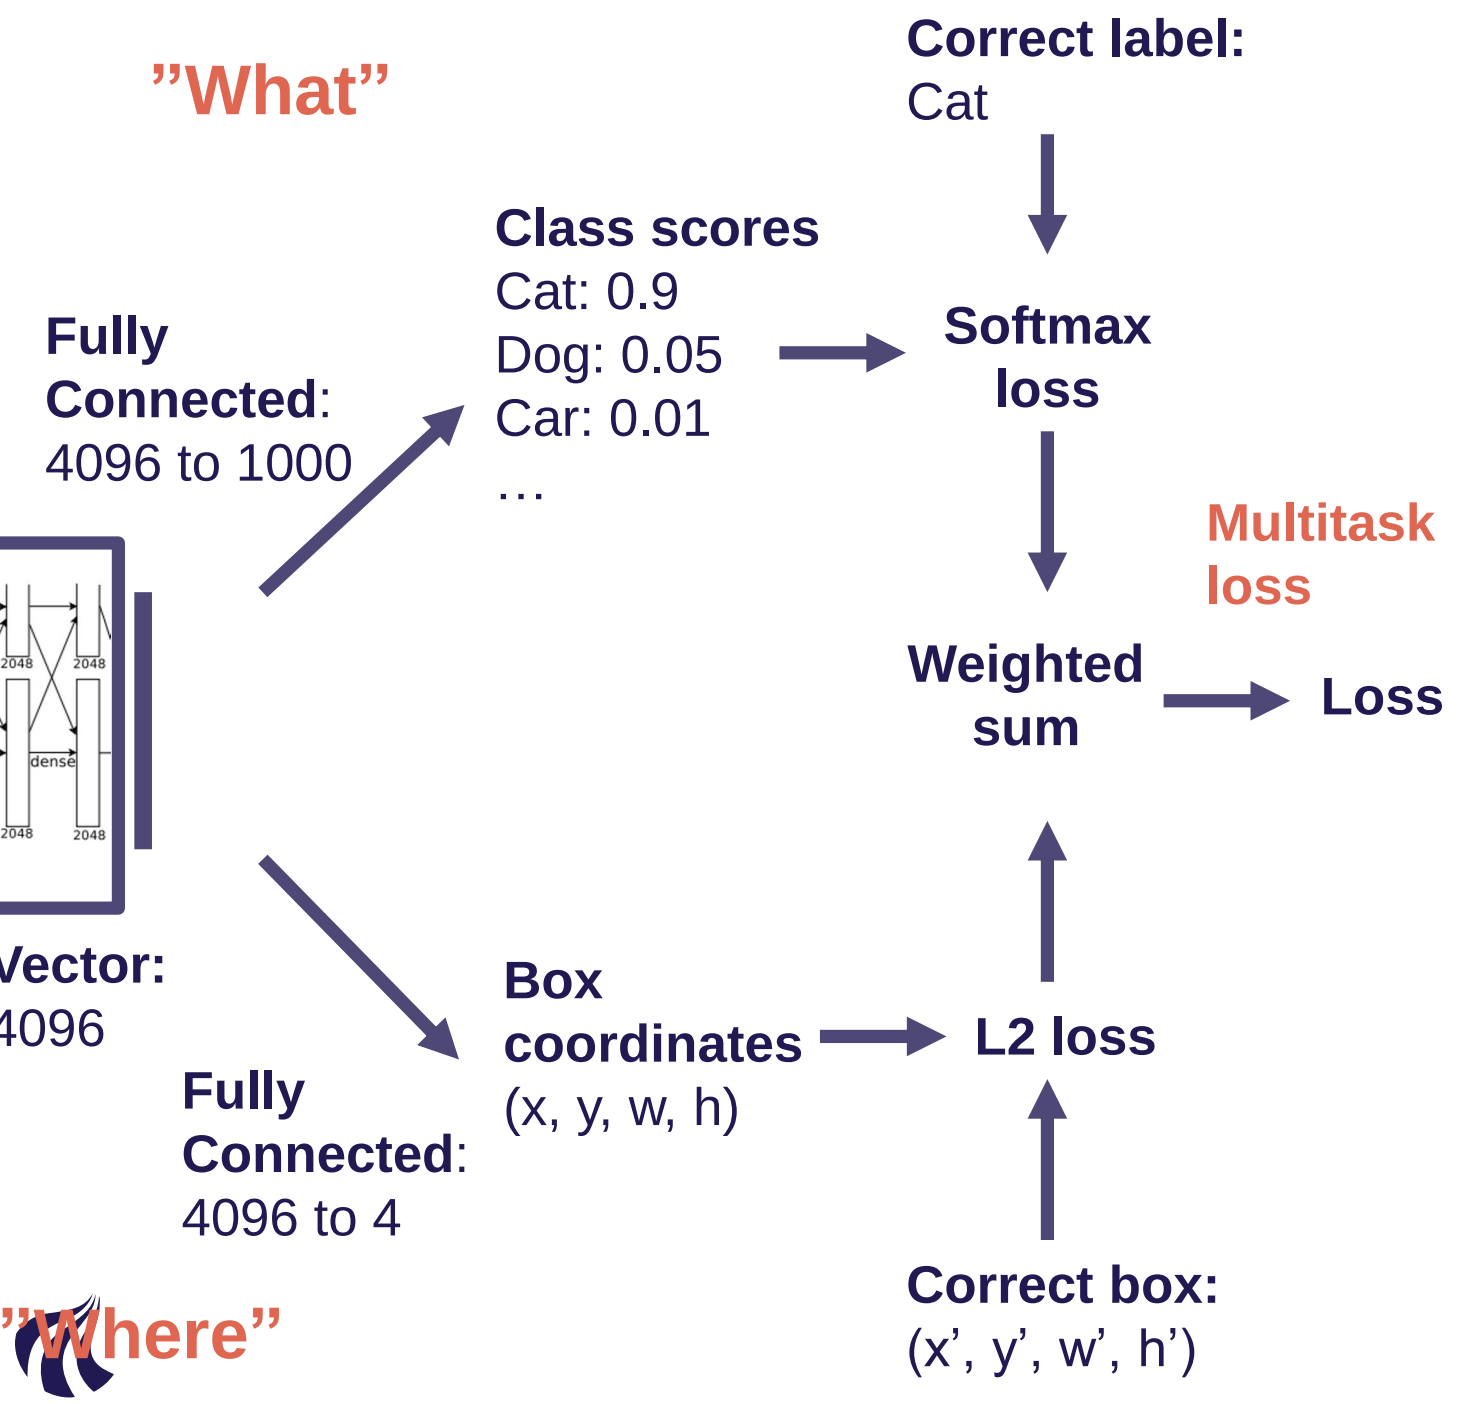 ”What”
Correct label:
Cat
Class scores
Cat: 0.9
Dog: 0.05
Car: 0.01
…
Fully
Connected:
4096 to 1000
Softmax
loss
Multitask
loss
2048
2048
dense
2048
2048
Weighted
sum
Loss
Vector:
4096
Box
coordinates
(x, y, w, h)
L2 loss
Fully
Connected:
4096 to 4
”Where”
Correct box:
(x’, y’, w’, h’)